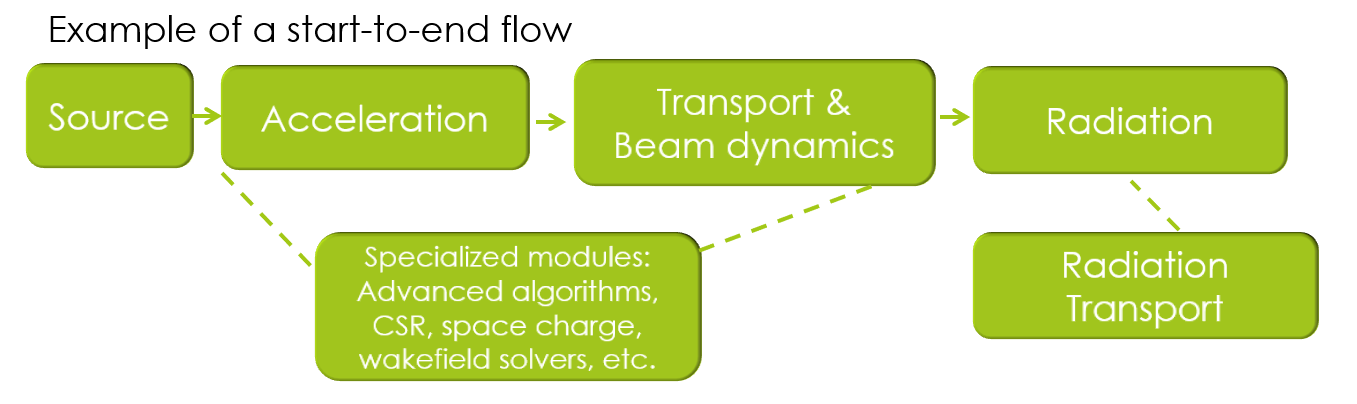 Example of a start-to-end flow
Source
Acceleration
Transport &
Beam dynamics
Radiation
Specialized modules:
Advanced algorithms,
CSR, space charge,
wakefield solvers, etc.
Radiation
Transport